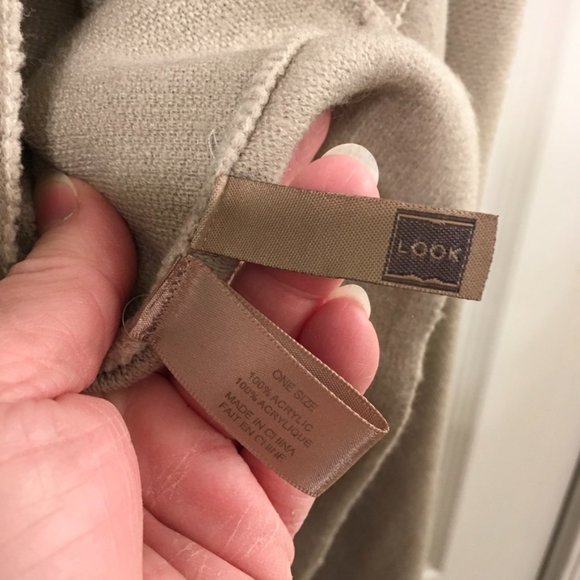 LOOK
ONE SIZE
100% ACRYLIC
100% ACRYLIQUE
MADE IN CHINA
FAIT EN CHINE